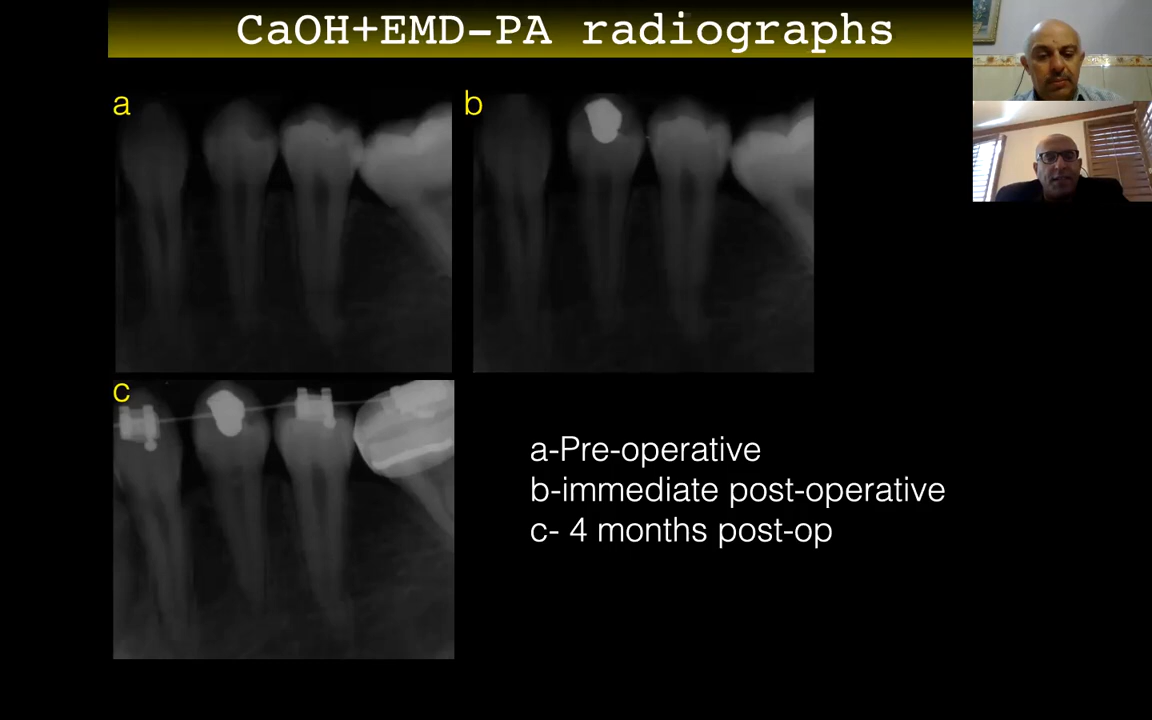 CaOH+EMD-PA radiographs
a
b
c
a-Pre-operative
b-immediate post-operative
c- 4 months post-op